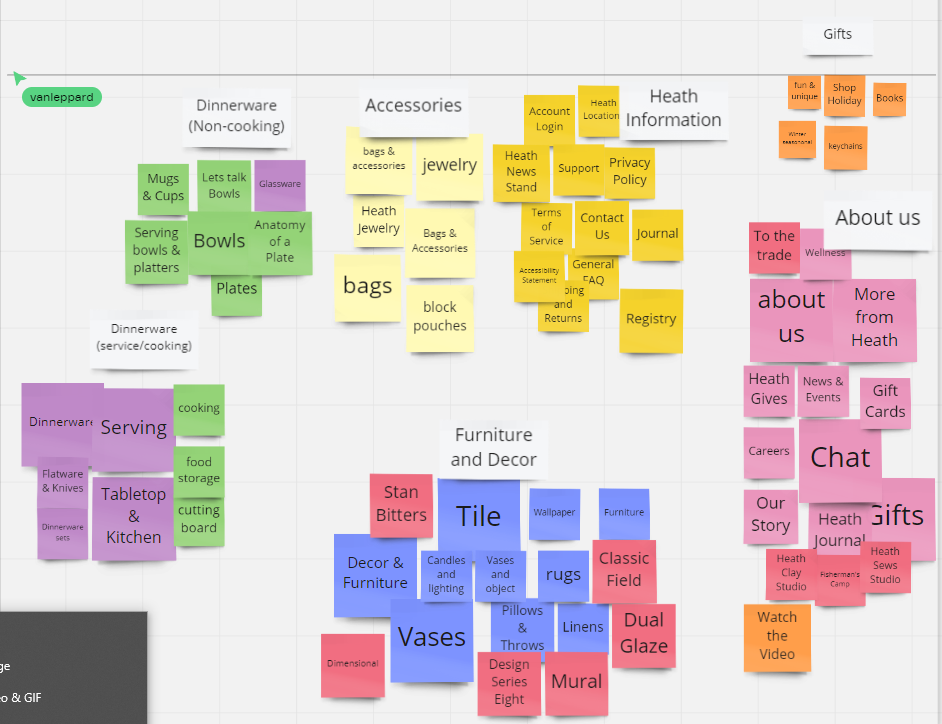 Gifts
vanleppard
Dinnerware
(Non-cooking)
Accessories
Heath
Information
fun &
unique
Shop
Holiday
Books
Winter
keychains
Account
Login
Heath
Location
bags &
accessories
jewelry
Heath
News
Stand
Support
Privacy
Policy
Mugs
& Cups
Lets talk
Bowls
Glassware
Heath
Jewelry
Bags &
Accessories
Terms
of
Service
Contact
Us
Journal
Serving
bowls &
platters
Bowls
Anatomy
of a
Plate
Plates
bags
block
pouches
Accessibility
Statement
General
FAQ
ping
and
Returns
Registry
About us
To the
trade
Wellness
about
us
More
from
Heath
Dinnerware
(service/cooking)
Dinnerware
Serving
cooking
Flatware
& Knives
Tabletop
&
Kitchen
food
storage
Dinnerware
sets
cutting
board
Furniture
and Decor
Stan
Bitters
Tile
Wallpaper
Furniture
Decor &
Furniture
Candles
and
lighting
Vases
and
object
rugs
Classic
Field
Vases
Pillows
&
Throws
Linens
Dual
Glaze
Dimensional
Design
Series
Eight
Mural
Heath
Gives
News &
Events
Gift
Cards
Careers
Chat
Our
Story
Heath
Journal
Gifts
Heath
Clay
Studio
Fisherman's
Camp
Heath
Sews
Studio
Watch
the
Video
ge
eo & GIF